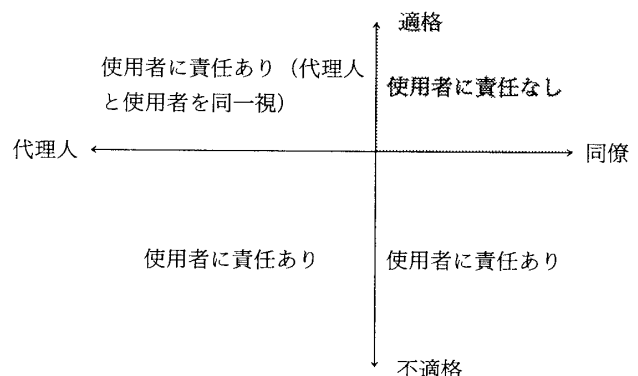 適格
使用者に責任あり（代理人
と使用者を同一視）
使用者に責任なし
代理人
同僚
使用者に責任あり
使用者に責任あり
不適格